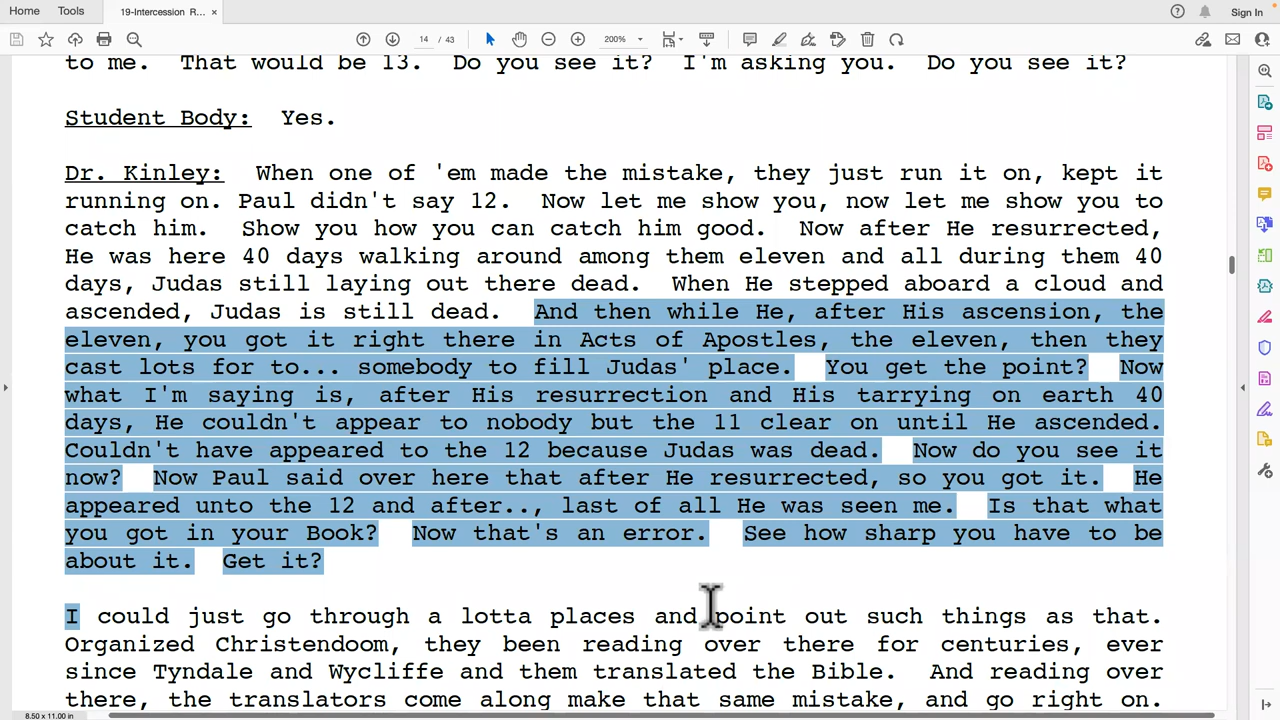 Home Tools 19-Intercession R... × Sign In
14 / 43 200%
to me. That would be 13. Do you see it? I'm asking you. Do you see it?
Student Body: Yes.
Dr. Kinley: When one of 'em made the mistake, they just run it on, kept it
running on. Paul didn't say 12. Now let me show you, now let me show you to
catch him. Show you how you can catch him good. Now after He resurrected,
He was here 40 days walking around among them eleven and all during them 40
days, Judas still laying out there dead. When He stepped aboard a cloud and
ascended, Judas is still dead. And then while He, after His ascension, the
eleven, you got it right there in Acts of Apostles, the eleven, then they
cast lots for to... somebody to fill Judas' place. You get the point? Now
what I'm saying is, after His resurrection and His tarrying on earth 40
days, He couldn't appear to nobody but the 11 clear on until He ascended.
Couldn't have appeared to the 12 because Judas was dead. Now do you see it
now? Now Paul said over here that after He resurrected, so you got it. He
appeared unto the 12 and after.., last of all He was seen me. Is that what
you got in your Book? Now that's an error. See how sharp you have to be
about it. Get it?
I could just go through a lotta places and point out such things as that.
Organized Christendoom, they been reading over there for centuries, ever
since Tyndale and Wycliffe and them translated the Bible. And reading over
there, the translators come along make that same mistake, and go right on.
8.50 x 11.00 in